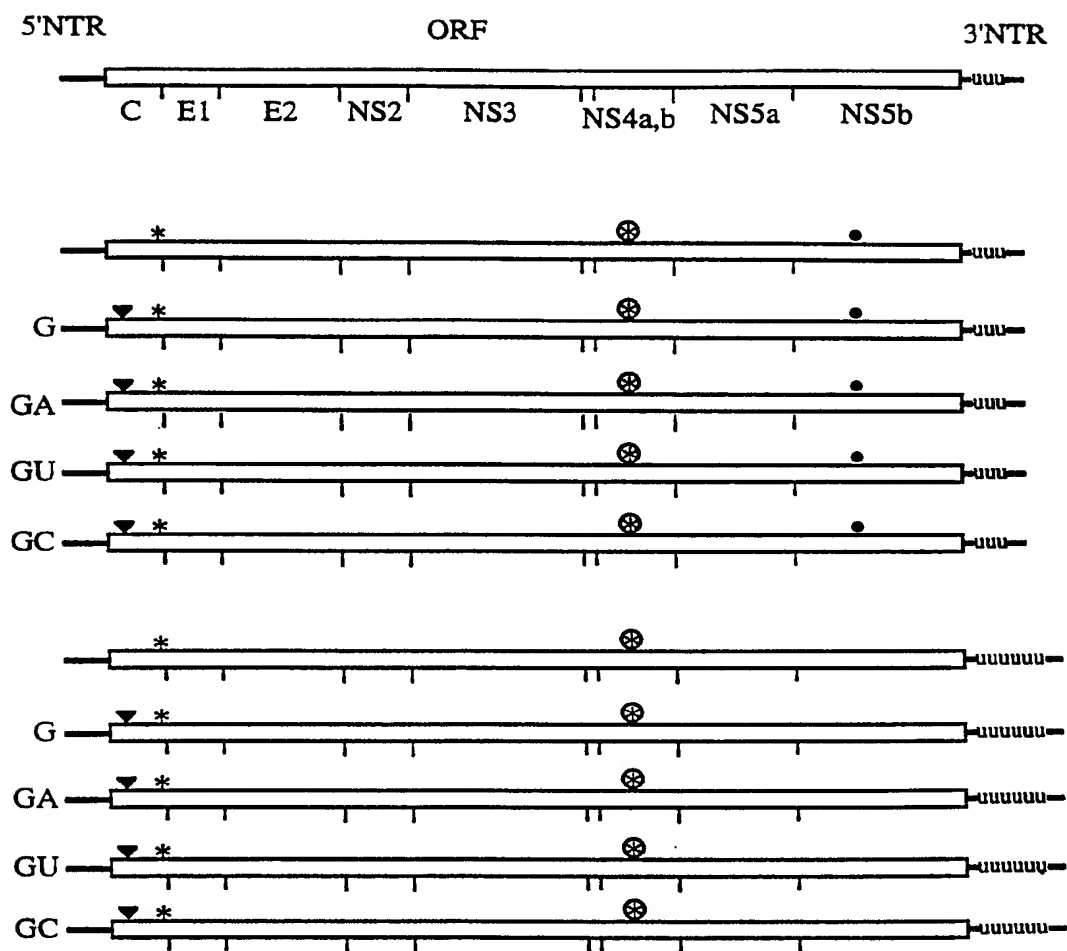 5'NTR ORF 3'NTR
uuu
C E1 E2 NS2 NS3 NS4a,b NS5a NS5b
* * uuu
G * * uuu
GA * * uuu
GU * * uuu
GC * * uuu
* * uuuuuu
G * * uuuuuu
GA * * uuuuuu
GU * * uuuuuu
GC * * uuuuuu